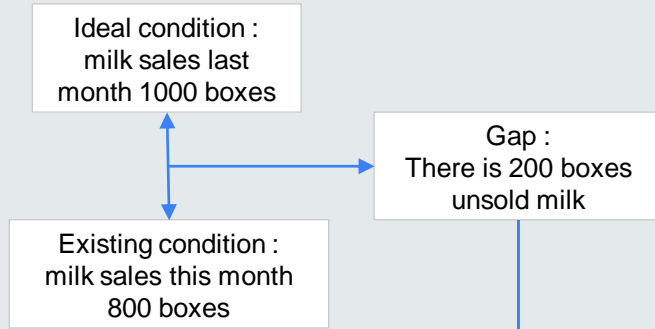 Ideal condition :
milk sales last
month 1000 boxes
Gap :
There is 200 boxes
unsold milk
Existing condition :
milk sales this month
800 boxes